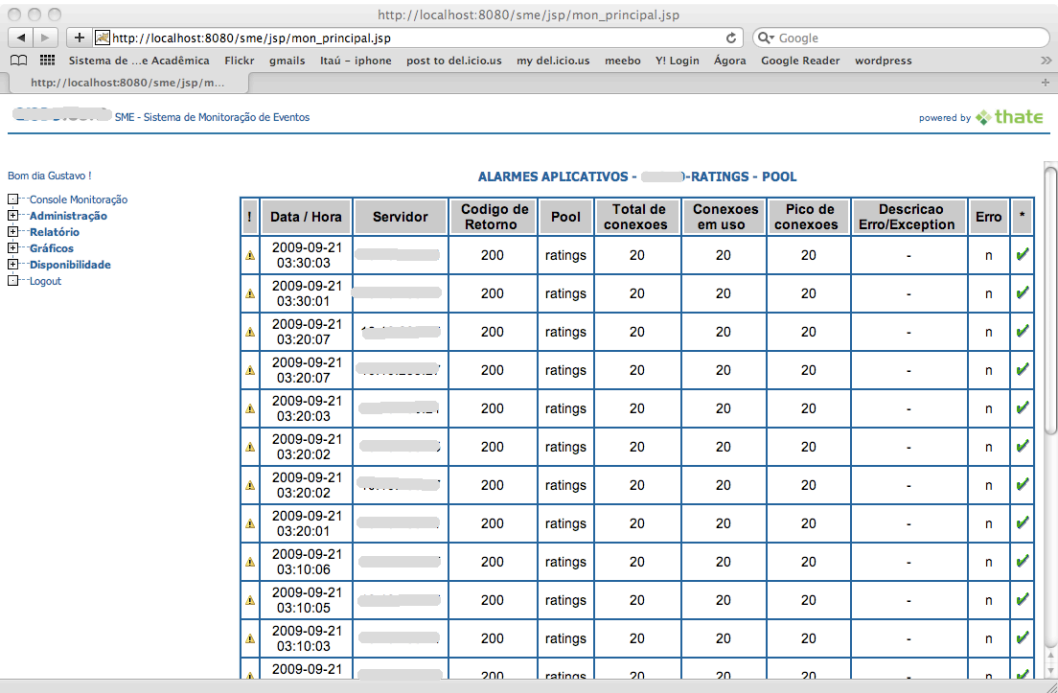 http://localhost:8080/sme/jsp/mon_principal.jsp
http://localhost:8080/sme/jsp/mon_principal.jsp
Google
Sistema de ...e Acadêmica Flickr gmails Itaú - iphone post to del.icio.us my del.icio.us meebo Y! Login Ágora Google Reader wordpress
http://localhost:8080/sme/jsp/m...
SME - Sistema de Monitoração de Eventos
powered by thate
Bom dia Gustavo !
Console Monitoração
Administração
Relatório
Gráficos
Disponibilidade
Logout
ALARMES APLICATIVOS - -RATINGS - POOL
! Data / Hora Servidor Codigo de Retorno Pool Total de conexoes Conexoes em uso Pico de conexoes Descricao Erro/Exception Erro *
2009-09-21 03:30:03 200 ratings 20 20 20 - n
2009-09-21 03:30:01 200 ratings 20 20 20 - n
2009-09-21 03:20:07 200 ratings 20 20 20 - n
2009-09-21 03:20:07 200 ratings 20 20 20 - n
2009-09-21 03:20:03 200 ratings 20 20 20 - n
2009-09-21 03:20:02 200 ratings 20 20 20 - n
2009-09-21 03:20:02 200 ratings 20 20 20 - n
2009-09-21 03:20:01 200 ratings 20 20 20 - n
2009-09-21 03:10:06 200 ratings 20 20 20 - n
2009-09-21 03:10:05 200 ratings 20 20 20 - n
2009-09-21 03:10:03 200 ratings 20 20 20 - n
2009-09-21 200 ratings 20 20 20 - n